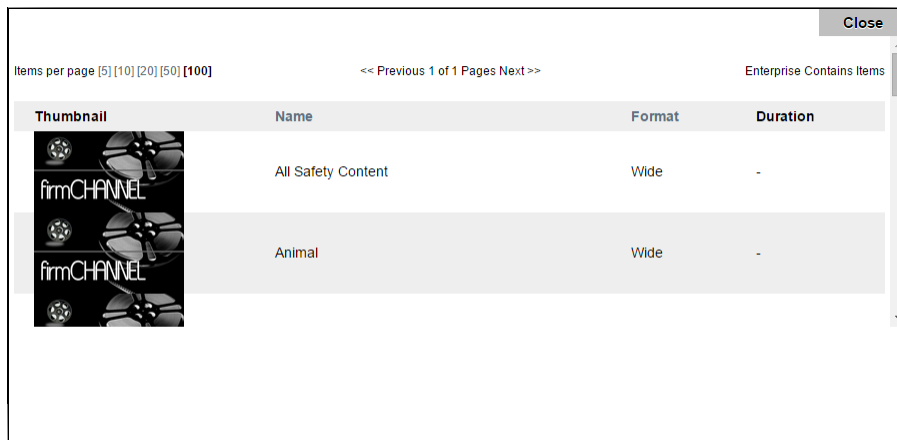 Close
Items per page [5] [10] [20] [50] [100]
<< Previous 1 of 1 Pages Next >>
Enterprise Contains Items
Thumbnail Name Format Duration
firmCHANNEL
All Safety Content Wide -
firmCHANNEL
Animal Wide -